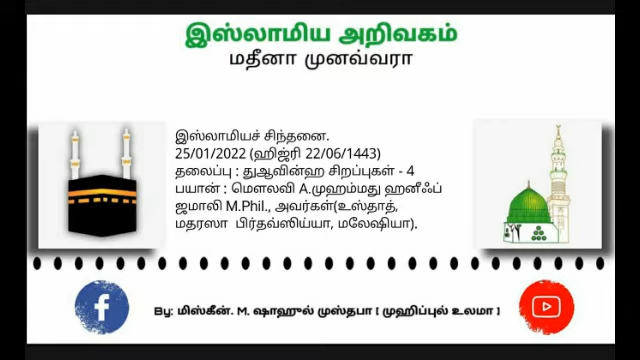 இஸ்லாமிய அறிவகம்
மதீனா முனவ்வரா
இஸ்லாமியச் சிந்தனை.
25/01/2022 (ஹிஜ்ரி 22/06/1443)
தலைப்பு : துஆவின்ஹ சிறப்புகள் - 4
பயான் : மௌலவி A.முஹம்மது ஹனீஃப்
ஜமாலி M.Phil., அவர்கள்(உஸ்தாத்,
மதரஸா பிர்தவ்ஸிய்யா, மலேஷியா).
By: மிஸ்கீன். M. ஷாஹுல் முஸ்தபா [ முஹிப்புல் உலமா ]